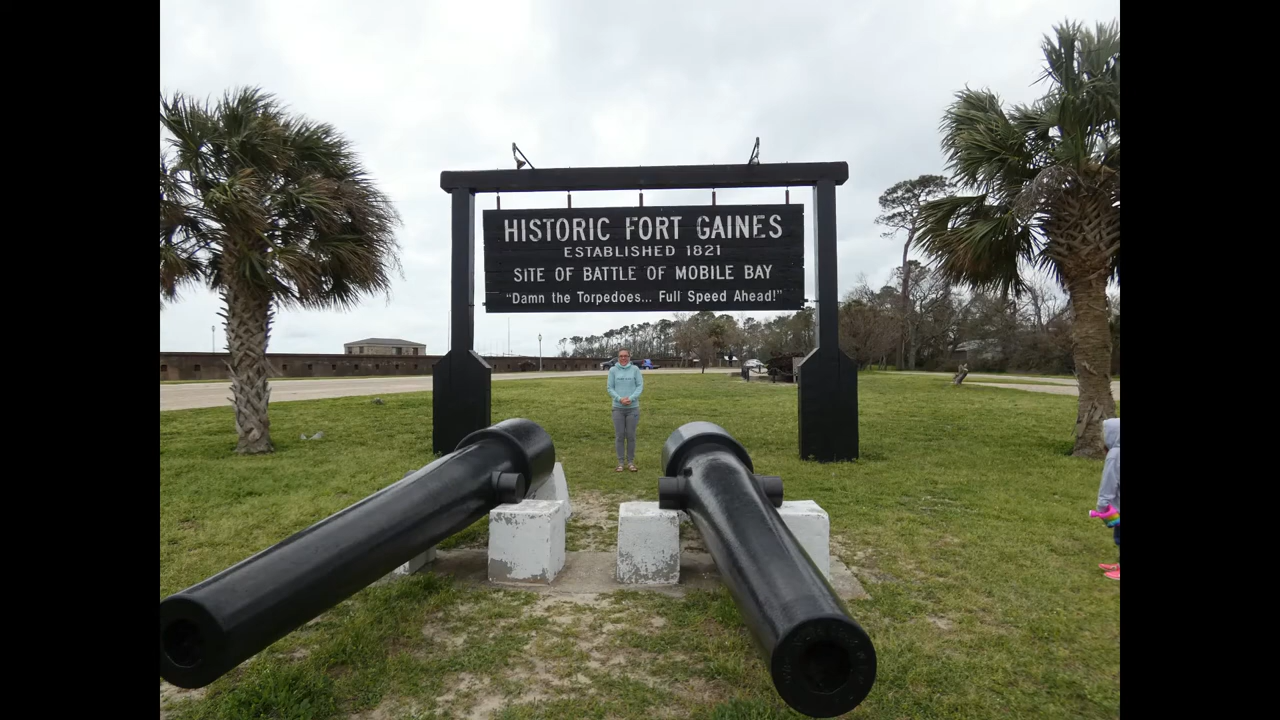 HISTORIC FORT GAINES
ESTABLISHED 1821
SITE OF BATTLE OF MOBILE BAY
"Damn the Torpedoes... Full Speed Ahead!"